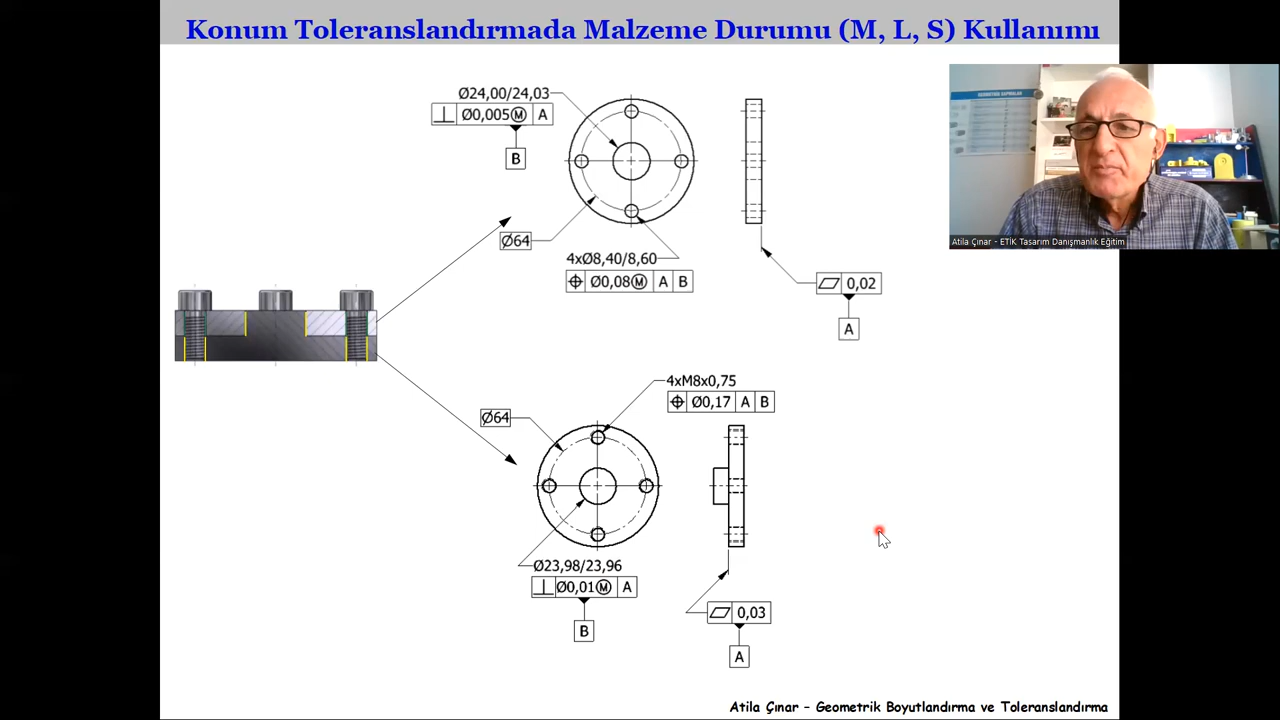 Konum Toleranslandırmada Malzeme Durumu (M, L, S) Kullanımı
Ø24,00/24,03
⊥ Ø0,005Ⓜ A
B
Ø64
4xØ8,40/8,60
⌖ Ø0,08Ⓜ A B
⏥ 0,02
A
4xM8x0,75
⌖ Ø0,17 A B
Ø64
Ø23,98/23,96
⊥ Ø0,01Ⓜ A
B
⏥ 0,03
A
GEOMETRİK SAPMALAR
Atila Çınar - ETİK Tasarım Danışmanlık Eğitim
Atila Çınar – Geometrik Boyutlandırma ve Toleranslandırma